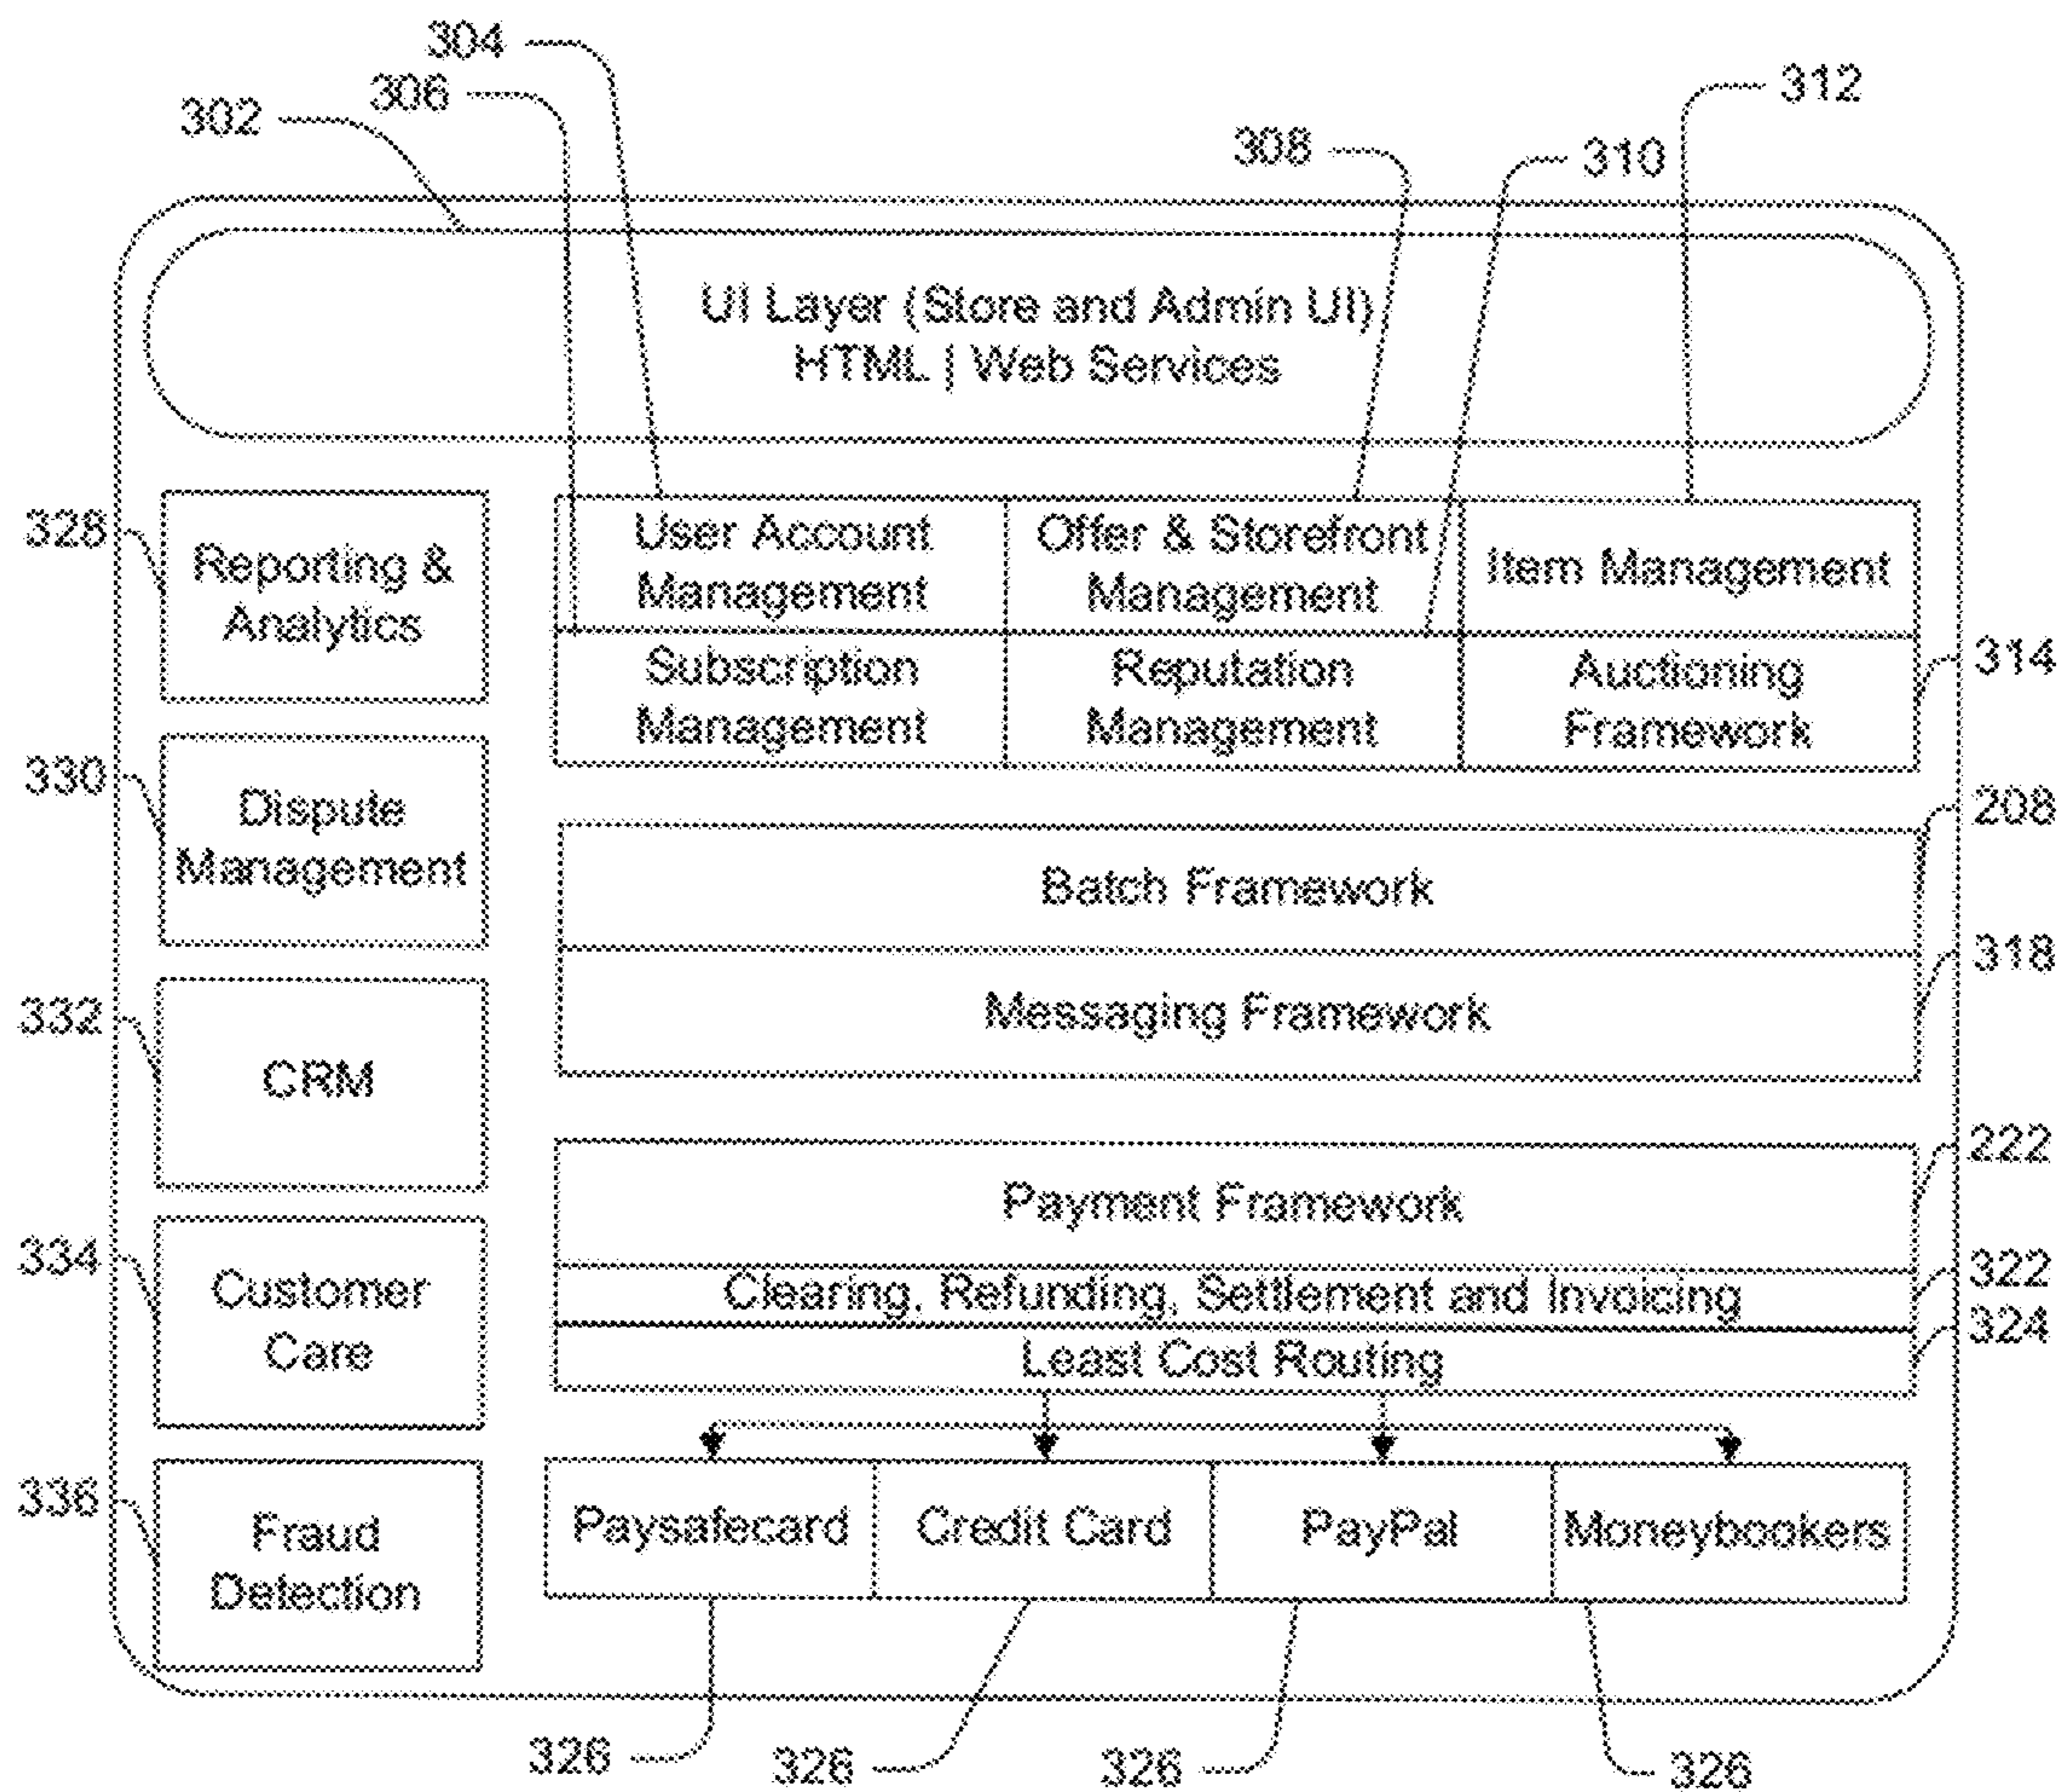 304
306
302
312
308
310
UI Layer (Store and Admin UI)
HTML | Web Services
328
Reporting &
Analytics
User Account
Management
Offer & Storefront
Management
Item Management
Subscription
Management
Reputation
Management
Auctioning
Framework
314
330
Dispute
Management
208
Batch Framework
318
Messaging Framework
332
CRM
222
Payment Framework
334
Customer
Care
322
Clearing, Refunding, Settlement and Invoicing
324
Least Cost Routing
336
Fraud
Detection
Paysafecard
Credit Card
PayPal
Moneybookers
326
326
326
326